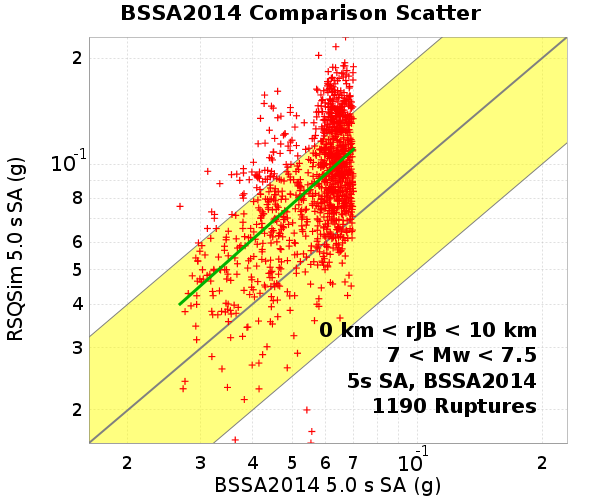 BSSA2014 Comparison Scatter
RSQSim 5.0 s SA (g)
2
10-1
8
6
5
4
3
2
0 km < rJB < 10 km
7 < Mw < 7.5
5s SA, BSSA2014
1190 Ruptures
2 3 4 5 6 7 10-1 2
BSSA2014 5.0 s SA (g)